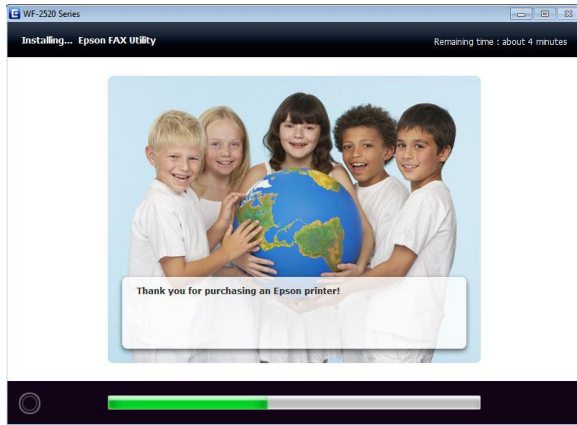 WF-2520 Series
Installing... Epson FAX Utility
Remaining time : about 4 minutes
Thank you for purchasing an Epson printer!